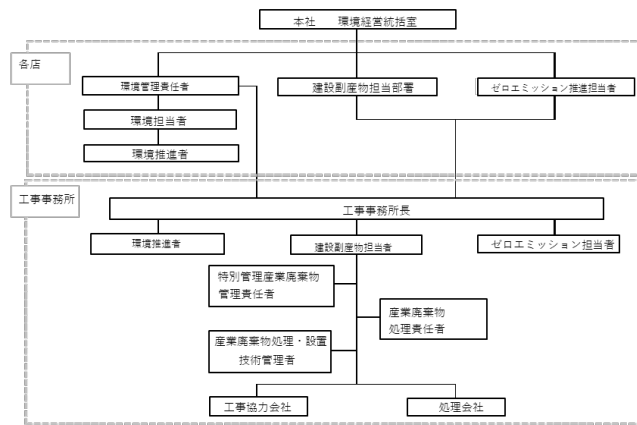 本社　環境経営統括室
各店
環境管理責任者
建設副産物担当部署
ゼロエミッション推進担当者
環境担当者
環境推進者
工事事務所
工事事務所長
環境推進者
建設副産物担当者
ゼロエミッション担当者
特別管理産業廃棄物
管理責任者
産業廃棄物
処理責任者
産業廃棄物処理・設置
技術管理者
工事協力会社
処理会社